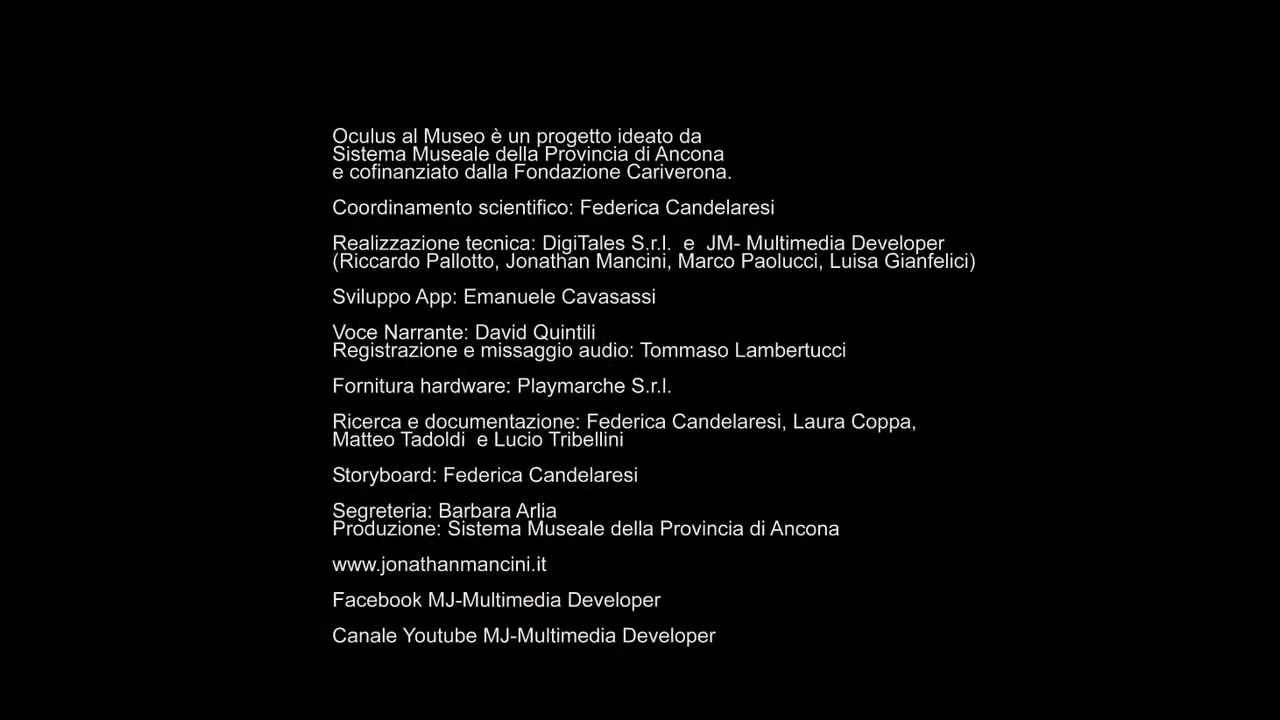 Oculus al Museo è un progetto ideato da
Sistema Museale della Provincia di Ancona
e cofinanziato dalla Fondazione Cariverona.
Coordinamento scientifico: Federica Candelaresi
Realizzazione tecnica: DigiTales S.r.l.  e  JM- Multimedia Developer
(Riccardo Pallotto, Jonathan Mancini, Marco Paolucci, Luisa Gianfelici)
Sviluppo App: Emanuele Cavasassi
Voce Narrante: David Quintili
Registrazione e missaggio audio: Tommaso Lambertucci
Fornitura hardware: Playmarche S.r.l.
Ricerca e documentazione: Federica Candelaresi, Laura Coppa,
Matteo Tadoldi  e Lucio Tribellini
Storyboard: Federica Candelaresi
Segreteria: Barbara Arlia
Produzione: Sistema Museale della Provincia di Ancona
www.jonathanmancini.it
Facebook MJ-Multimedia Developer
Canale Youtube MJ-Multimedia Developer